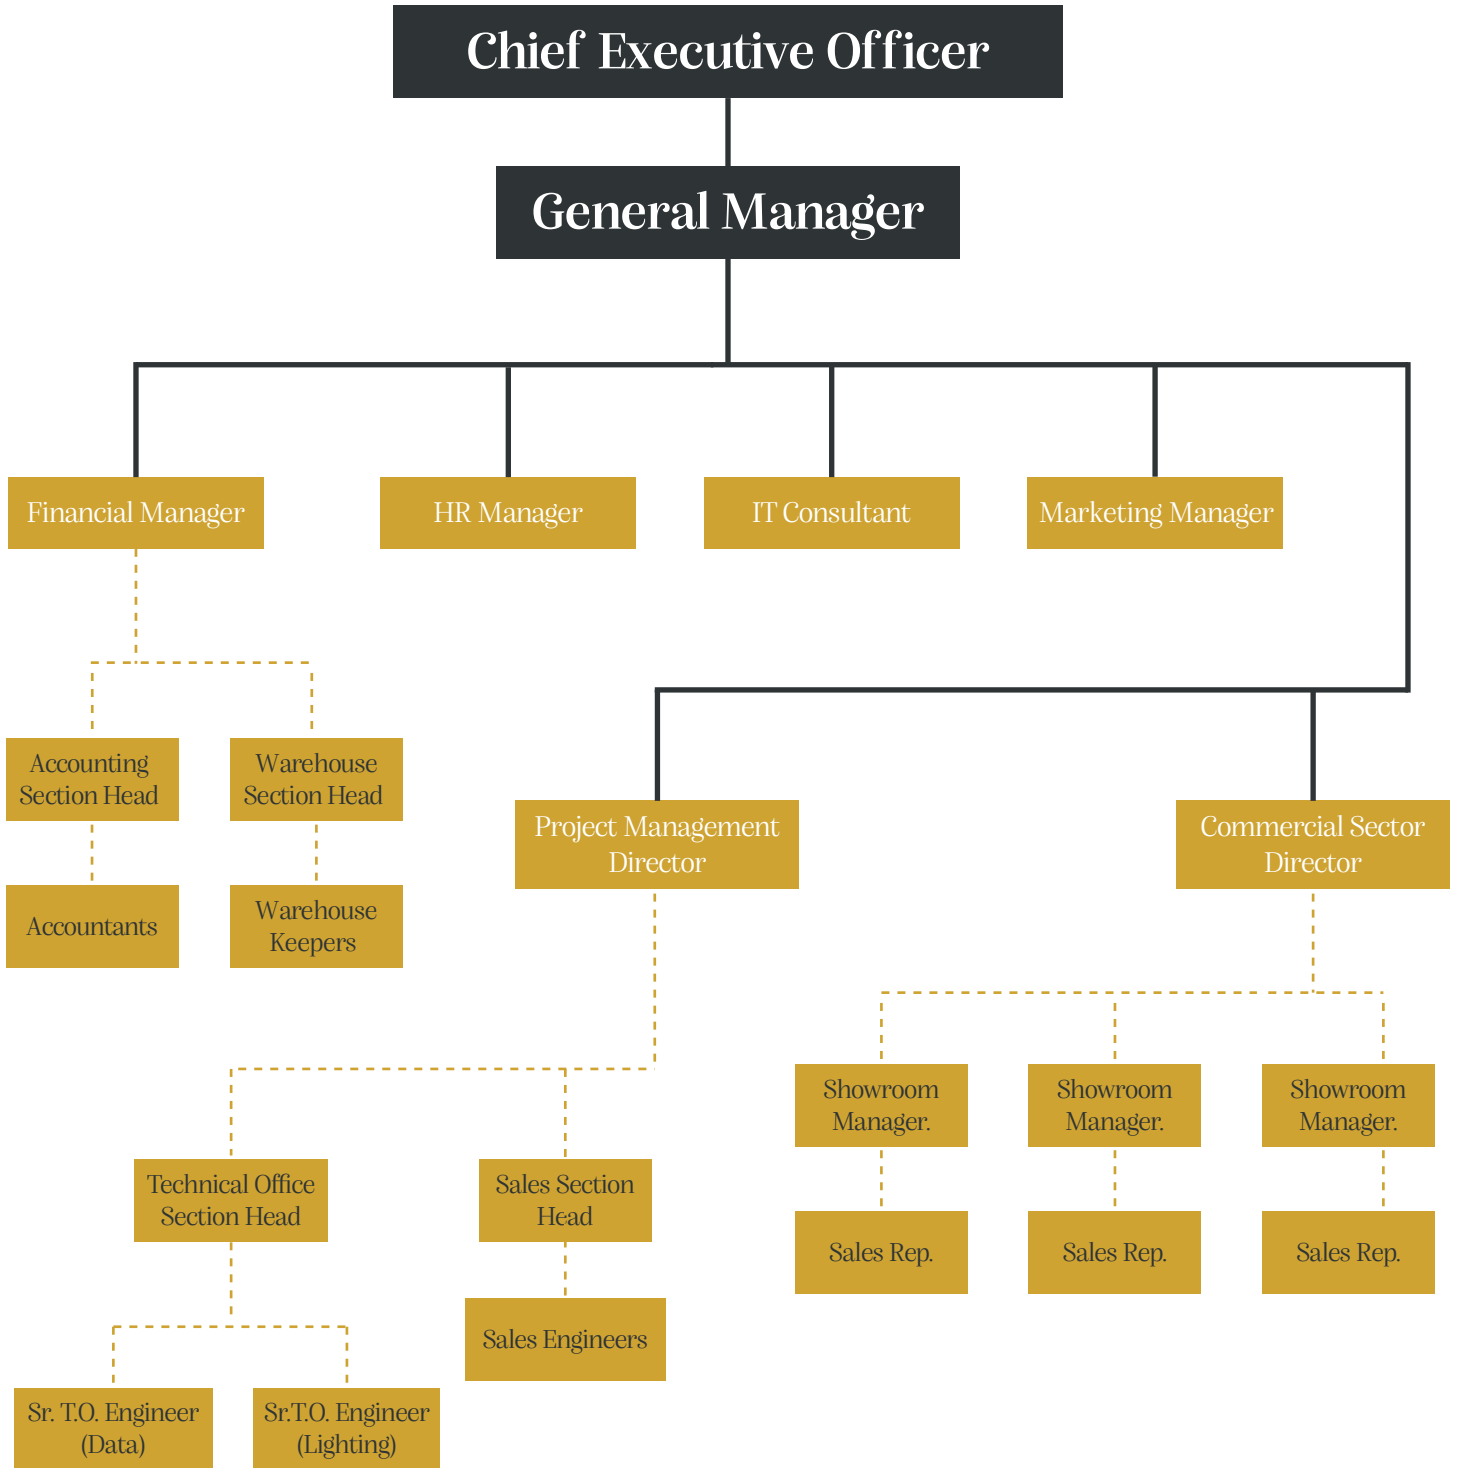 Chief Executive Officer
General Manager
Financial Manager
HR Manager
IT Consultant
Marketing Manager
Accounting
Section Head
Warehouse
Section Head
Accountants
Warehouse
Keepers
Project Management
Director
Commercial Sector
Director
Technical Office
Section Head
Sales Section
Head
Sales Engineers
Sr. T.O. Engineer
(Data)
Sr.T.O. Engineer
(Lighting)
Showroom
Manager.
Showroom
Manager.
Showroom
Manager.
Sales Rep.
Sales Rep.
Sales Rep.